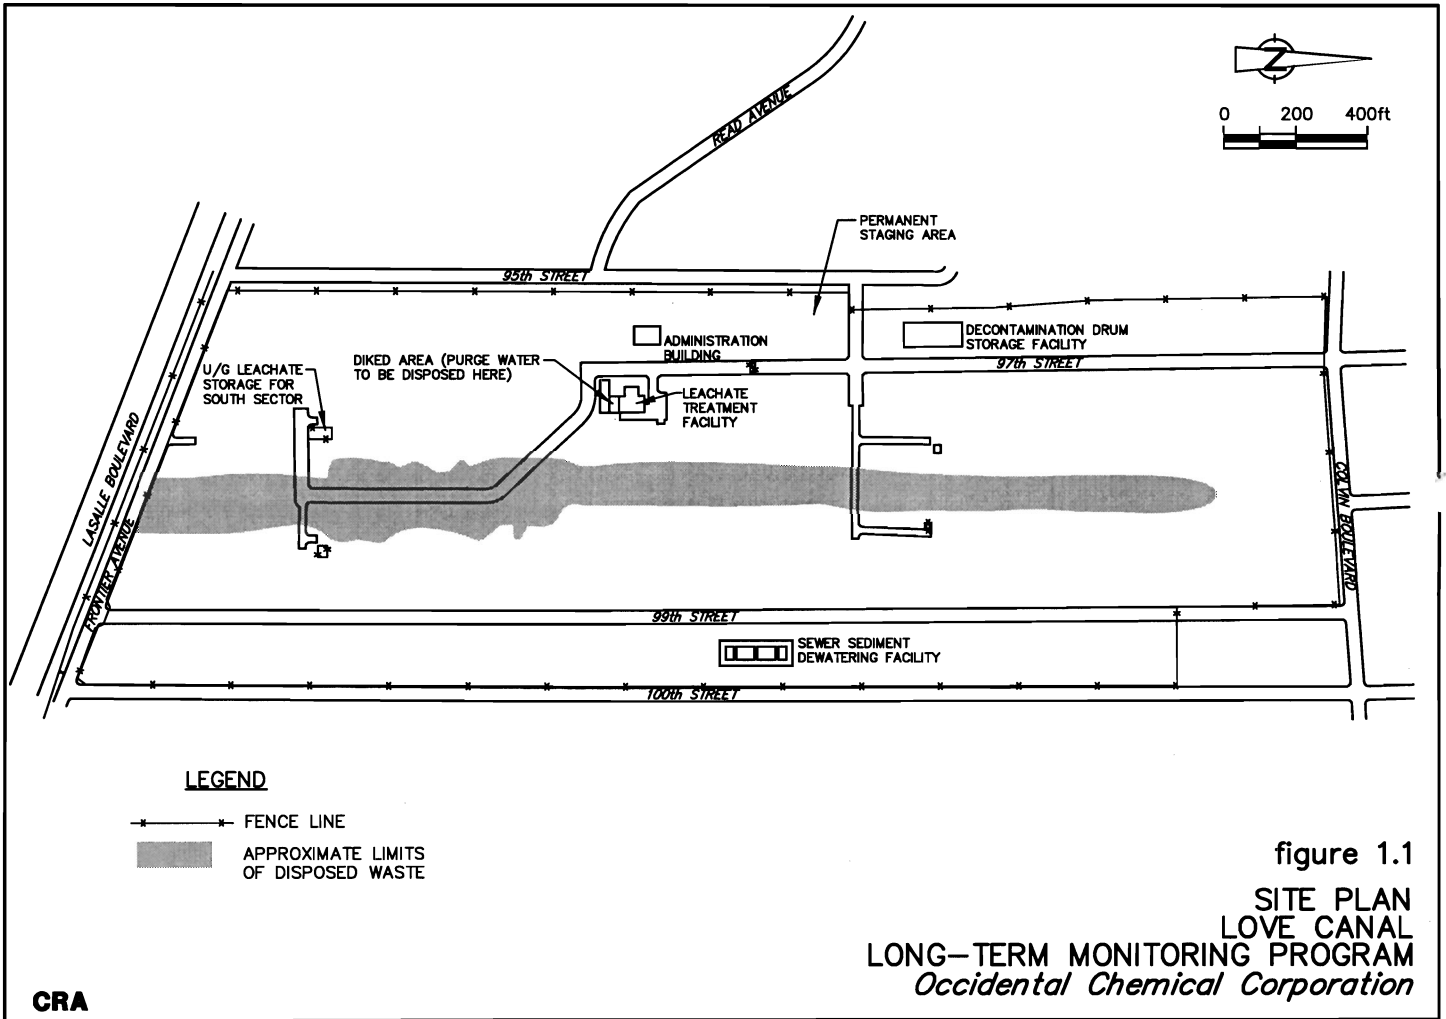 Z
0 200 400ft
READ AVENUE
PERMANENT
STAGING AREA
95th STREET
ADMINISTRATION
BUILDING
DECONTAMINATION DRUM
STORAGE FACILITY
97th STREET
DIKED AREA (PURGE WATER
TO BE DISPOSED HERE)
U/G LEACHATE
STORAGE FOR
SOUTH SECTOR
LEACHATE
TREATMENT
FACILITY
LASALLE BOULEVARD
FRONTIER AVENUE
COLVIN BOULEVARD
99th STREET
SEWER SEDIMENT
DEWATERING FACILITY
100th STREET
LEGEND
FENCE LINE
APPROXIMATE LIMITS
OF DISPOSED WASTE
figure 1.1
SITE PLAN
LOVE CANAL
LONG-TERM MONITORING PROGRAM
Occidental Chemical Corporation
CRA